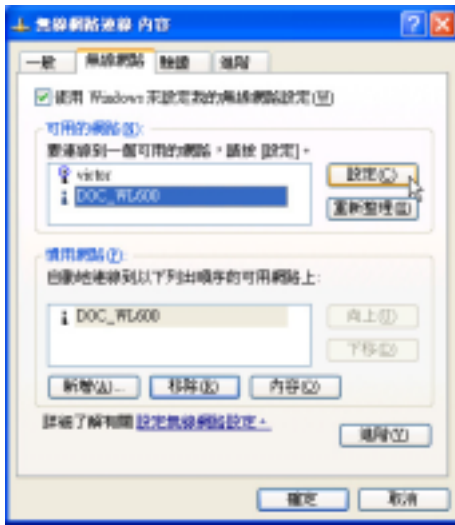 無線網路連線 內容
一般 無線網路 驗證 進階
使用 Windows 來設定我的無線網路設定(W)
可用的網路(N):
要連線到一個可用的網路，請按 [設定]。
victor
DOC_WL600
設定(C)
重新整理(E)
慣用網路(P):
自動地連線到以下列出順序的可用網路上:
DOC_WL600
向上(U)
下移(D)
新增(A)... 移除(R) 內容(O)
詳細了解有關 設定無線網路設定。
進階(V)
確定 取消